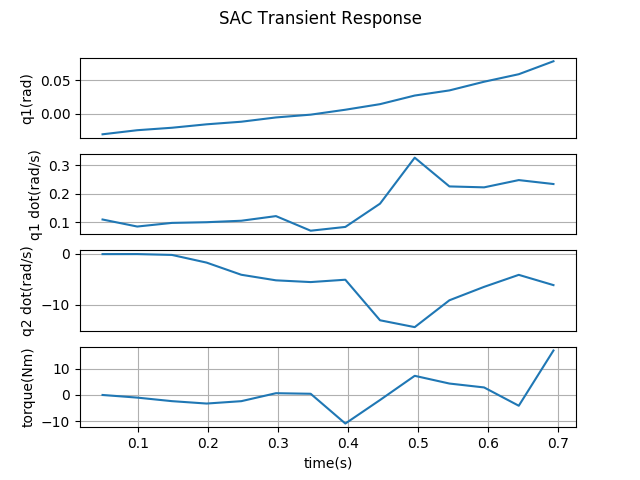 SAC Transient Response
q1(rad)
0.05
0.00
q1 dot(rad/s)
0.3
0.2
0.1
q2 dot(rad/s)
0
−10
torque(Nm)
10
0
−10
0.1 0.2 0.3 0.4 0.5 0.6 0.7
time(s)